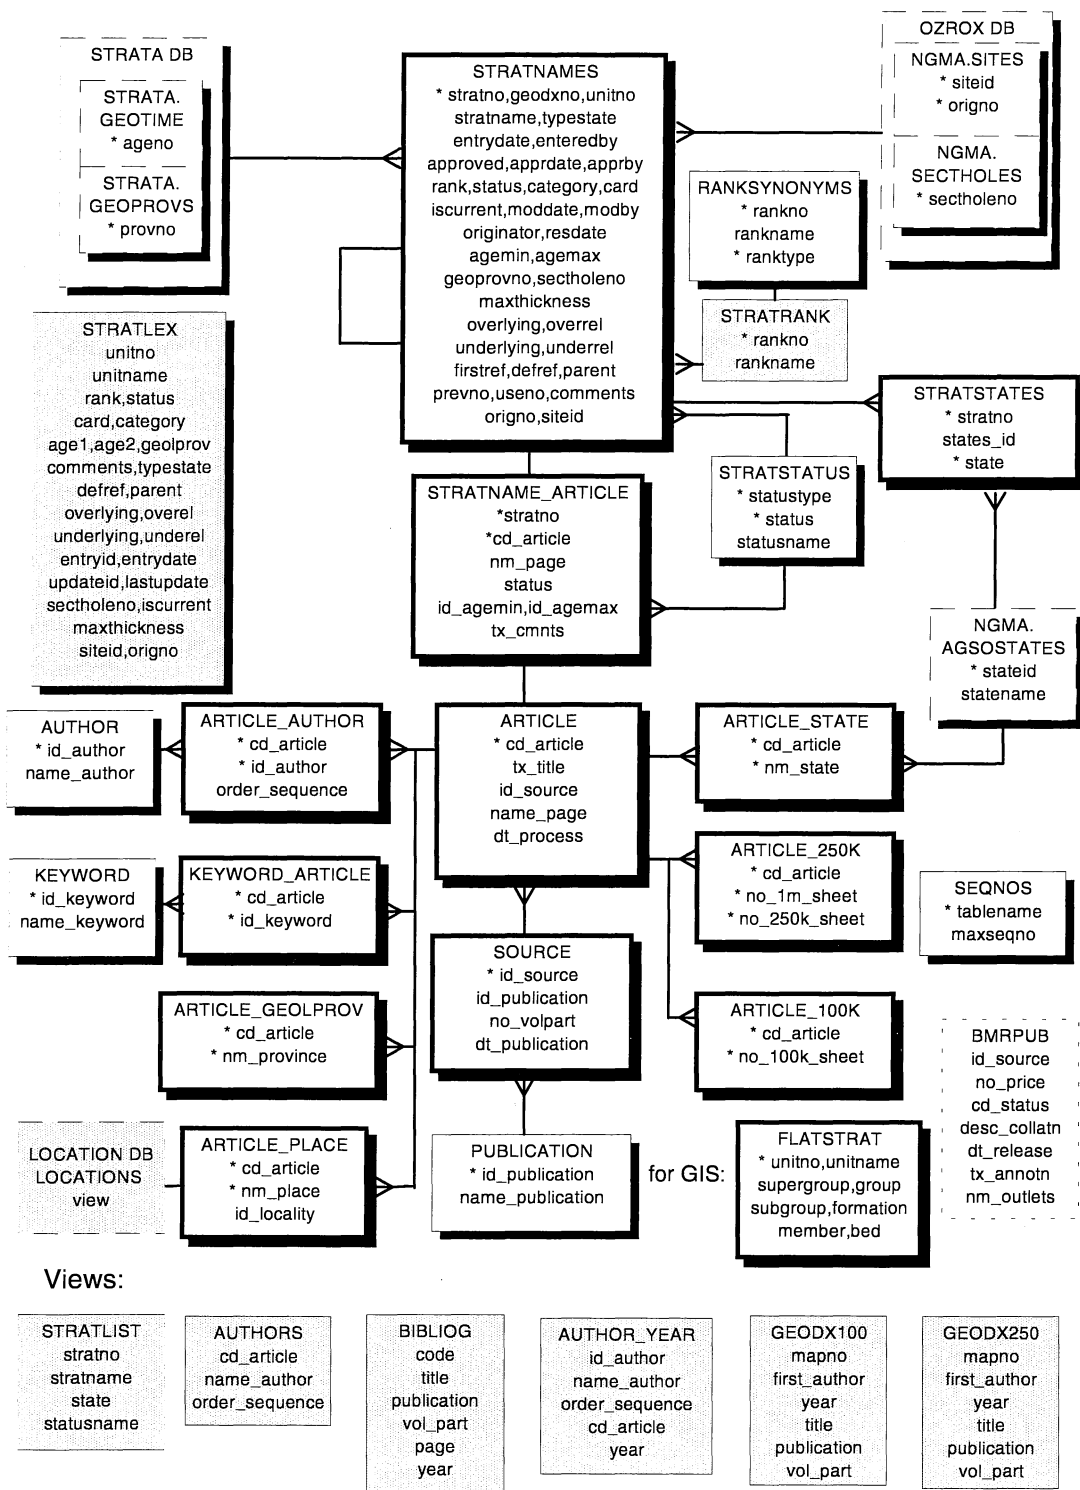 STRATA DB
STRATA.
GEOTIME
* ageno
STRATA.
GEOPROVS
* provno
STRATNAMES
* stratno,geodxno,unitno
stratname,typestate
entrydate,enteredby
approved,apprdate,apprby
rank,status,category,card
iscurrent,moddate,modby
originator,resdate
agemin,agemax
geoprovno,sectholeno
maxthickness
overlying,overrel
underlying,underrel
firstref,defref,parent
prevno,useno,comments
origno,siteid
OZROX DB
NGMA.SITES
* siteid
* origno
NGMA.
SECTHOLES
* sectholeno
RANKSYNONYMS
* rankno
rankname
* ranktype
STRATRANK
* rankno
rankname
STRATLEX
unitno
unitname
rank,status
card,category
age1,age2,geolprov
comments,typestate
defref,parent
overlying,overel
underlying,underel
entryid,entrydate
updateid,lastupdate
sectholeno,iscurrent
maxthickness
siteid,origno
STRATSTATES
* stratno
states_id
* state
STRATNAME_ARTICLE
*stratno
*cd_article
nm_page
status
id_agemin,id_agemax
tx_cmnts
STRATSTATUS
* statustype
* status
statusname
NGMA.
AGSOSTATES
* stateid
statename
AUTHOR
* id_author
name_author
ARTICLE_AUTHOR
* cd_article
* id_author
order_sequence
ARTICLE
* cd_article
tx_title
id_source
name_page
dt_process
ARTICLE_STATE
* cd_article
* nm_state
KEYWORD
* id_keyword
name_keyword
KEYWORD_ARTICLE
* cd_article
* id_keyword
ARTICLE_250K
* cd_article
* no_1m_sheet
* no_250k_sheet
SEQNOS
* tablename
maxseqno
SOURCE
* id_source
id_publication
no_volpart
dt_publication
ARTICLE_GEOLPROV
* cd_article
* nm_province
ARTICLE_100K
* cd_article
* no_100k_sheet
BMRPUB
id_source
no_price
cd_status
desc_collatn
dt_release
tx_annotn
nm_outlets
LOCATION DB
LOCATIONS
view
ARTICLE_PLACE
* cd_article
* nm_place
id_locality
PUBLICATION
* id_publication
name_publication
for GIS:
FLATSTRAT
* unitno,unitname
supergroup,group
subgroup,formation
member,bed
Views:
STRATLIST
stratno
stratname
state
statusname
AUTHORS
cd_article
name_author
order_sequence
BIBLIOG
code
title
publication
vol_part
page
year
AUTHOR_YEAR
id_author
name_author
order_sequence
cd_article
year
GEODX100
mapno
first_author
year
title
publication
vol_part
GEODX250
mapno
first_author
year
title
publication
vol_part